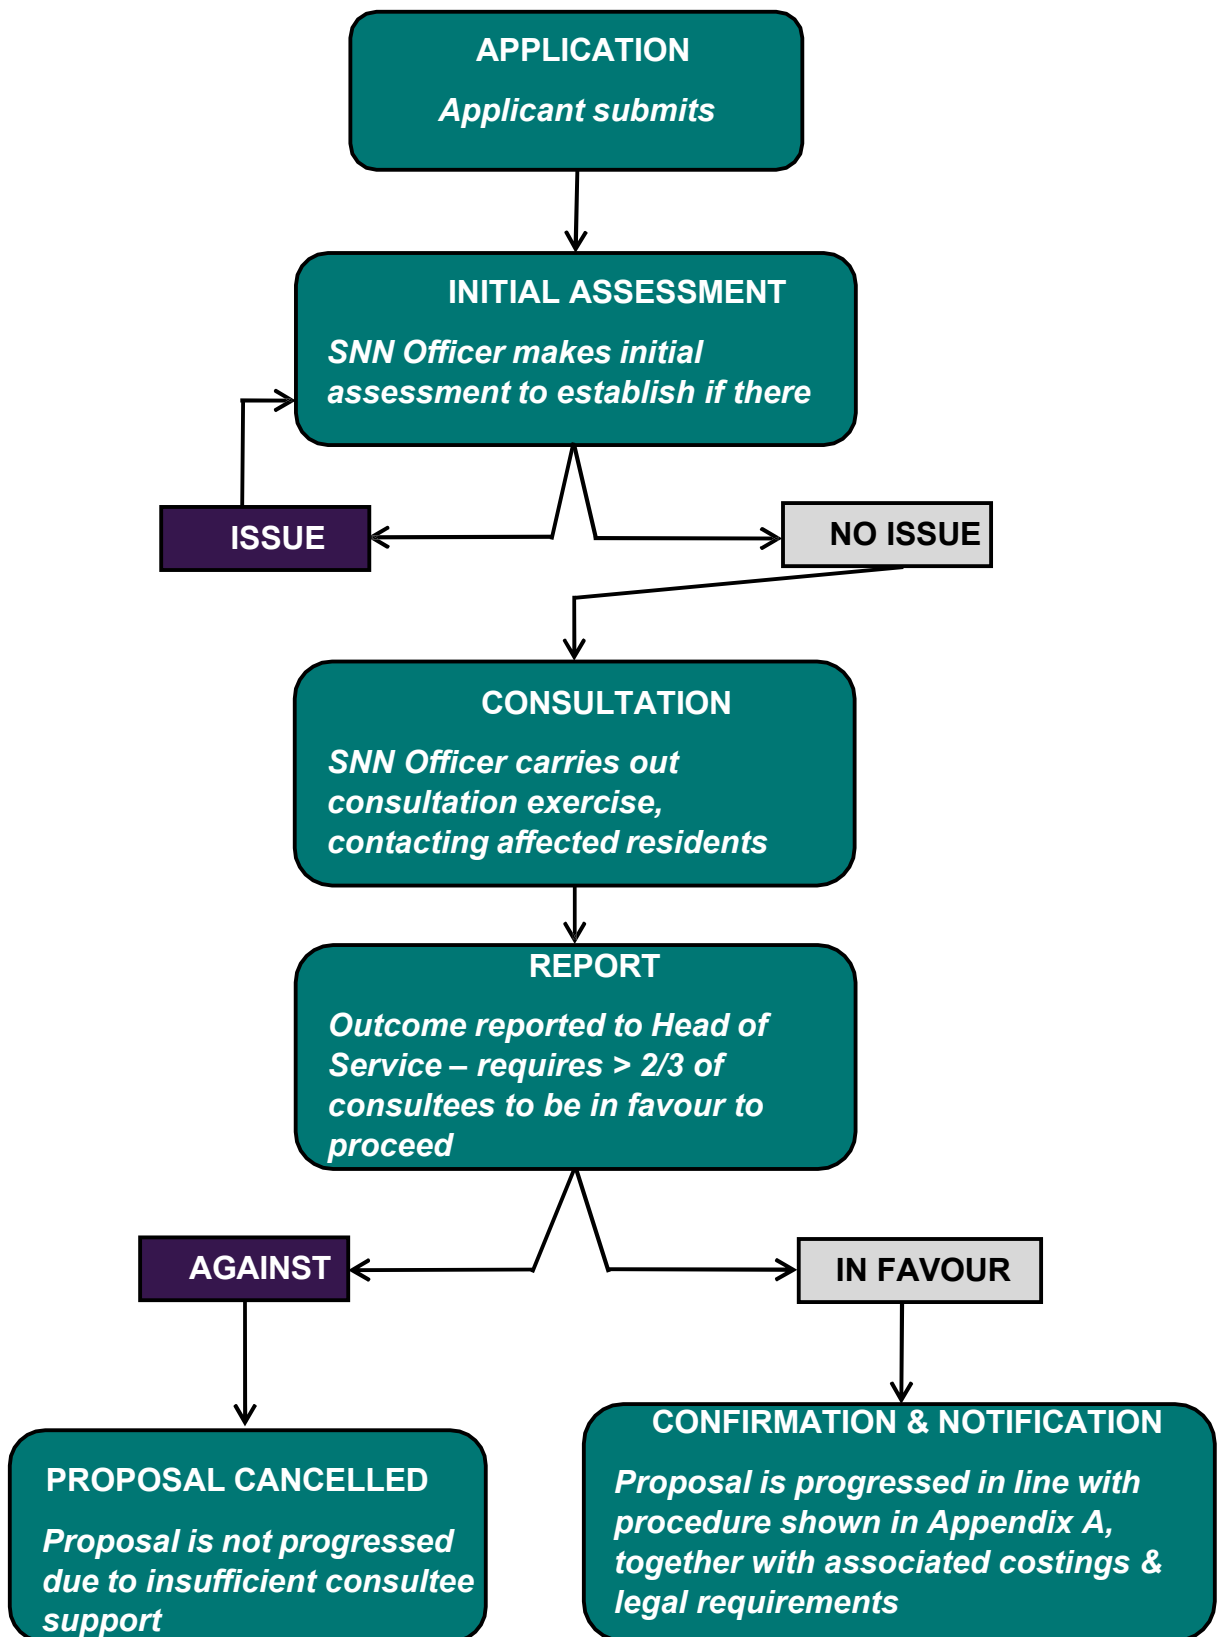 APPLICATION
Applicant submits
INITIAL ASSESSMENT
SNN Officer makes initial
assessment to establish if there
ISSUE
NO ISSUE
CONSULTATION
SNN Officer carries out
consultation exercise,
contacting affected residents
REPORT
Outcome reported to Head of
Service – requires > 2/3 of
consultees to be in favour to
proceed
AGAINST
IN FAVOUR
PROPOSAL CANCELLED
Proposal is not progressed
due to insufficient consultee
support
CONFIRMATION & NOTIFICATION
Proposal is progressed in line with
procedure shown in Appendix A,
together with associated costings &
legal requirements